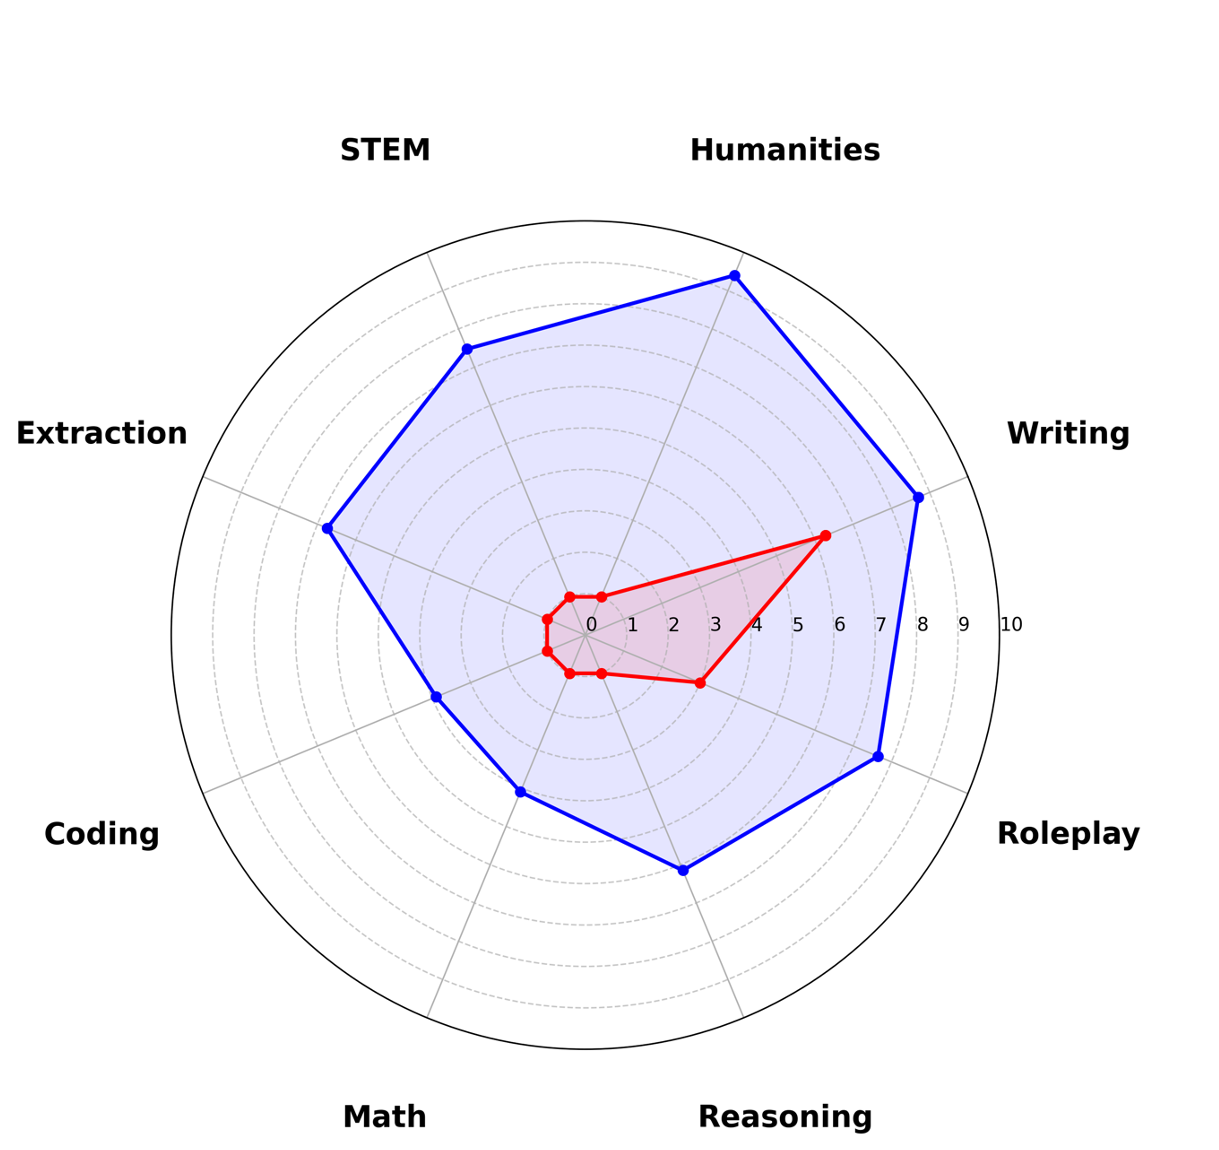 STEM
Humanities
Extraction
Writing
0 1 2 3 4 5 6 7 8 9 10
Coding
Roleplay
Math
Reasoning